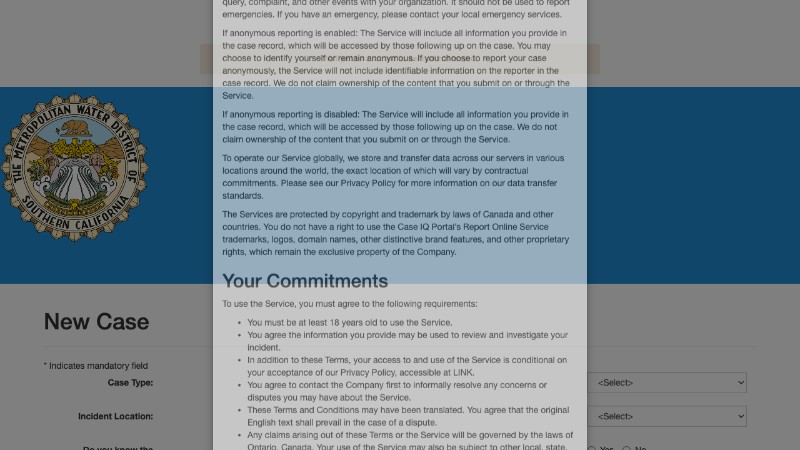 query, complaint, and other events with your organization. It should not be used to report
emergencies. If you have an emergency, please contact your local emergency services.
If anonymous reporting is enabled: The Service will include all information you provide in
the case record, which will be accessed by those following up on the case. You may
choose to identify yourself or remain anonymous. If you choose to report your case
anonymously, the Service will not include identifiable information on the reporter in the
case record. We do not claim ownership of the content that you submit on or through the
Service.
If anonymous reporting is disabled: The Service will include all information you provide in
the case record, which will be accessed by those following up on the case. We do not
claim ownership of the content that you submit on or through the Service.
To operate our Service globally, we store and transfer data across our servers in various
locations around the world, the exact location of which will vary by contractual
commitments. Please see our Privacy Policy for more information on our data transfer
standards.
The Services are protected by copyright and trademark by laws of Canada and other
countries. You do not have a right to use the Case IQ Portal's Report Online Service
trademarks, logos, domain names, other distinctive brand features, and other proprietary
rights, which remain the exclusive property of the Company.
THE METROPOLITAN WATER DISTRICT OF
SOUTHERN CALIFORNIA
Your Commitments
To use the Service, you must agree to the following requirements:
• You must be at least 18 years old to use the Service.
• You agree the information you provide may be used to review and investigate your
incident.
• In addition to these Terms, your access to and use of the Service is conditional on
your acceptance of our Privacy Policy, accessible at LINK.
• You agree to contact the Company first to informally resolve any concerns or
disputes you may have about the Service.
• These Terms and Conditions may have been translated. You agree that the original
English text shall prevail in the case of a dispute.
• Any claims arising out of these Terms or the Service will be governed by the laws of
Ontario, Canada. Your use of the Service may also be subject to other local, state,
New Case
* Indicates mandatory field
Case Type:
<Select>
Incident Location:
<Select>
Do you know the
Yes
No